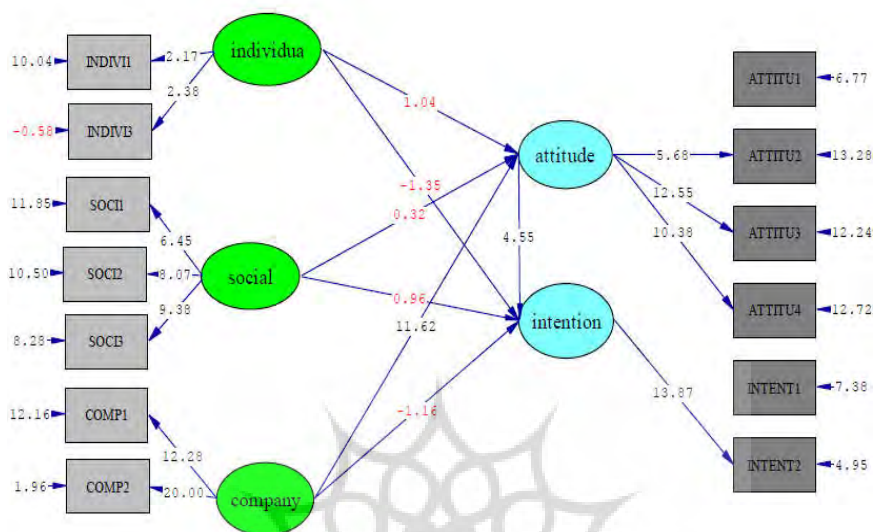 individua
10.04 INDIVI1 2.17
2.38
1.04
ATTITU1 6.77
-0.58 INDIVI3
attitude
5.68 ATTITU2 13.28
-1.35
12.55
11.85 SOCI1
0.32
6.45
10.38
ATTITU3 12.24
4.55
10.50 SOCI2 8.07
social
9.38
0.96
11.62
intention
ATTITU4 12.72
8.28 SOCI3
13.87
INTENT1 7.38
12.16 COMP1
-1.16
12.28
INTENT2 4.95
1.96 COMP2 20.00
company